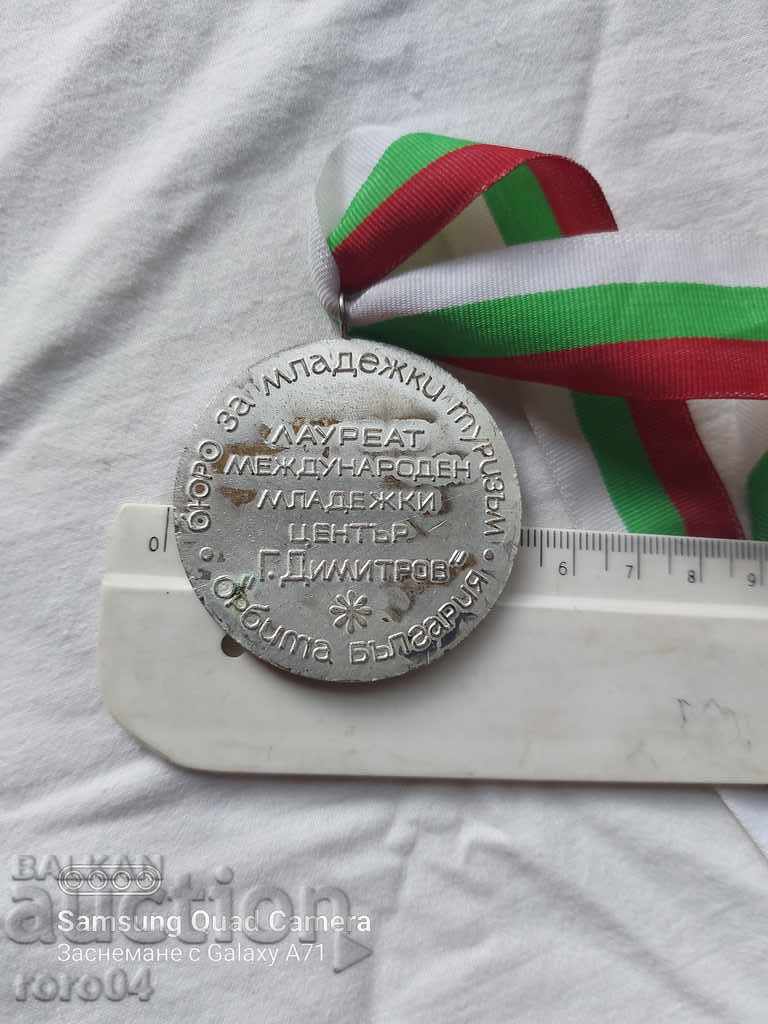 бюро за младежки туризъм
ЛАУРЕАТ
МЕЖДУНАРОДЕН
МЛАДЕЖКИ
ЦЕНТЪР
"Г.ДИМИТРОВ"
• орбита българия •
0 6 7 8 9
BALKAN
auction
Samsung Quad Camera
Заснемане с Galaxy A71
roro04